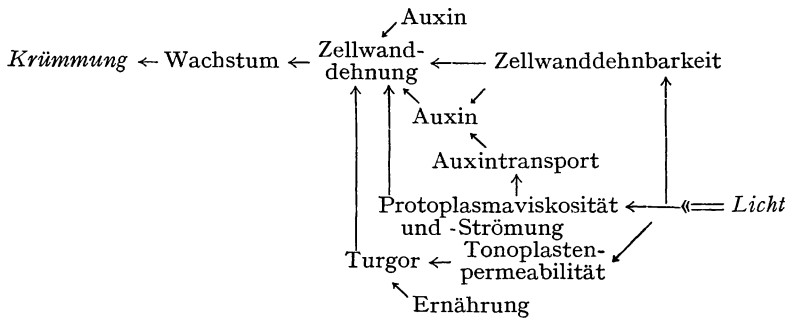 Auxin
Krümmung ← Wachstum ← Zellwand-
dehnung ← Zellwanddehnbarkeit
Auxin
Auxintransport
Protoplasmaviskosität ← Licht
und -Strömung
Turgor ← Tonoplasten-
permeabilität
Ernährung